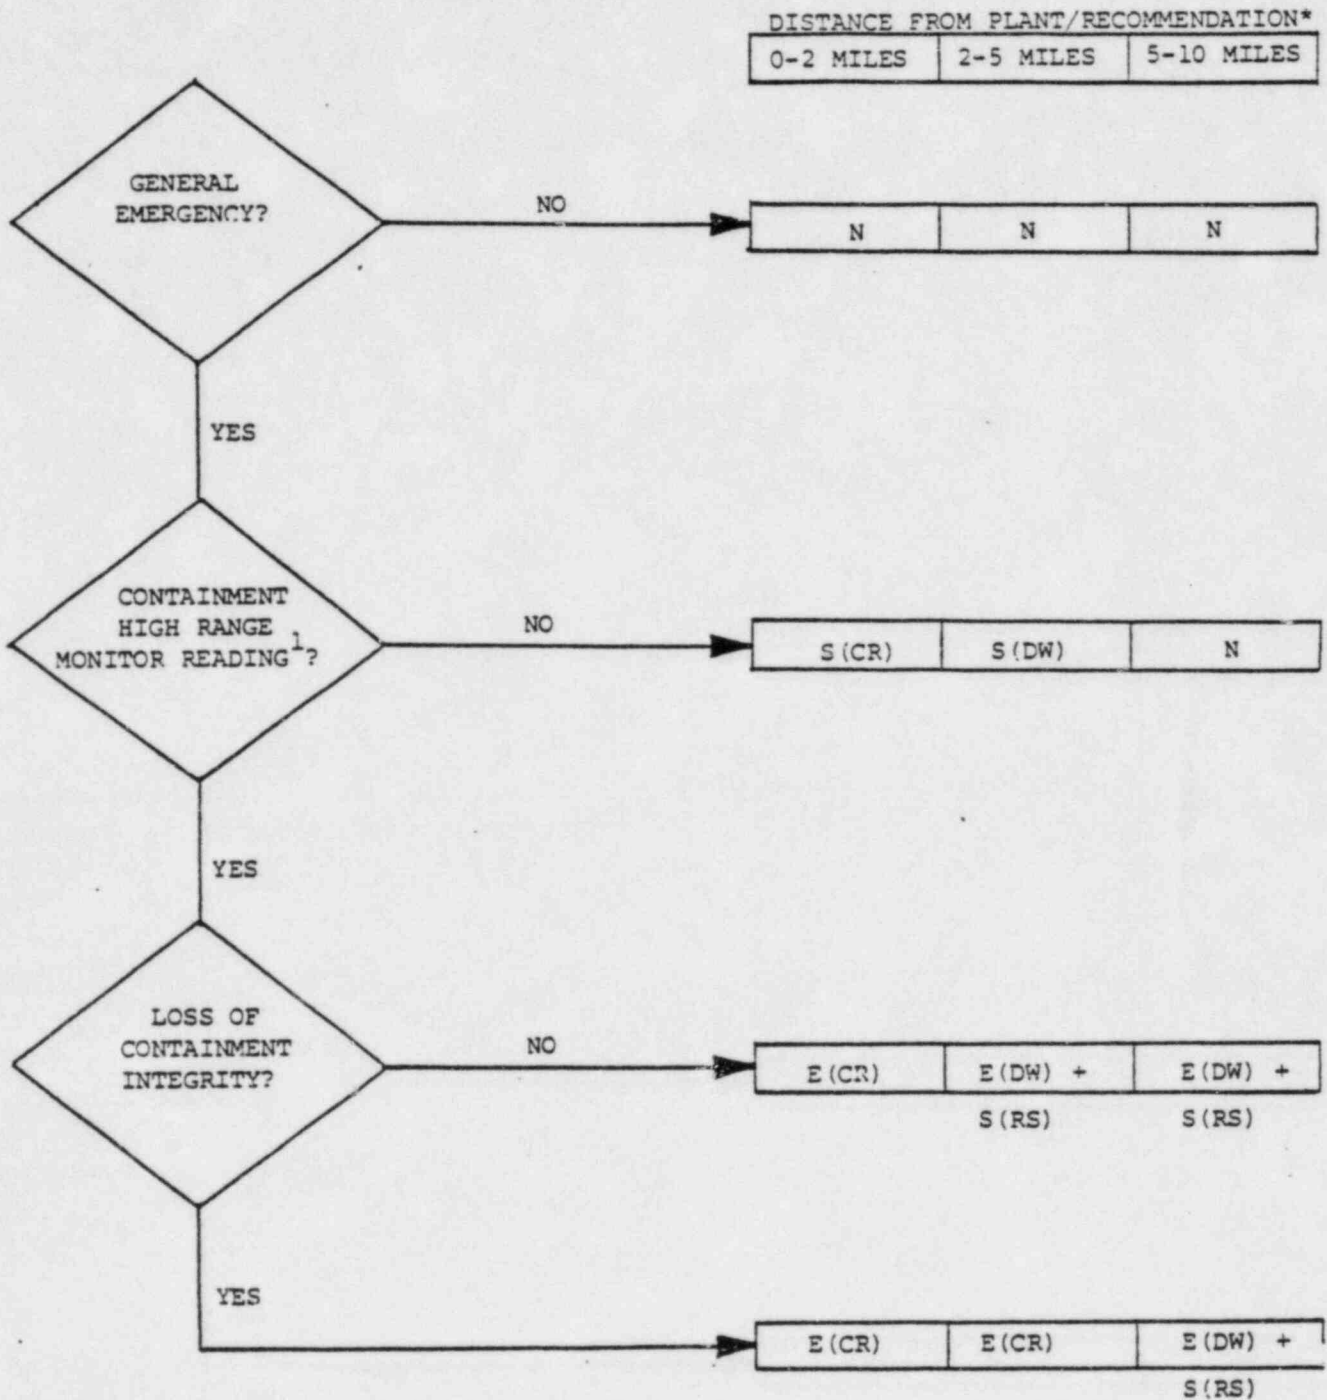 DISTANCE FROM PLANT/RECOMMENDATION*
0-2 MILES 2-5 MILES 5-10 MILES
GENERAL
EMERGENCY?
NO
N N N
YES
CONTAINMENT
HIGH RANGE
MONITOR READING¹?
NO
S(CR) S(DW) N
YES
LOSS OF
CONTAINMENT
INTEGRITY?
NO
E(CR) E(DW) + E(DW) +
S(RS) S(RS)
YES
E(CR) E(CR) E(DW) +
S(RS)